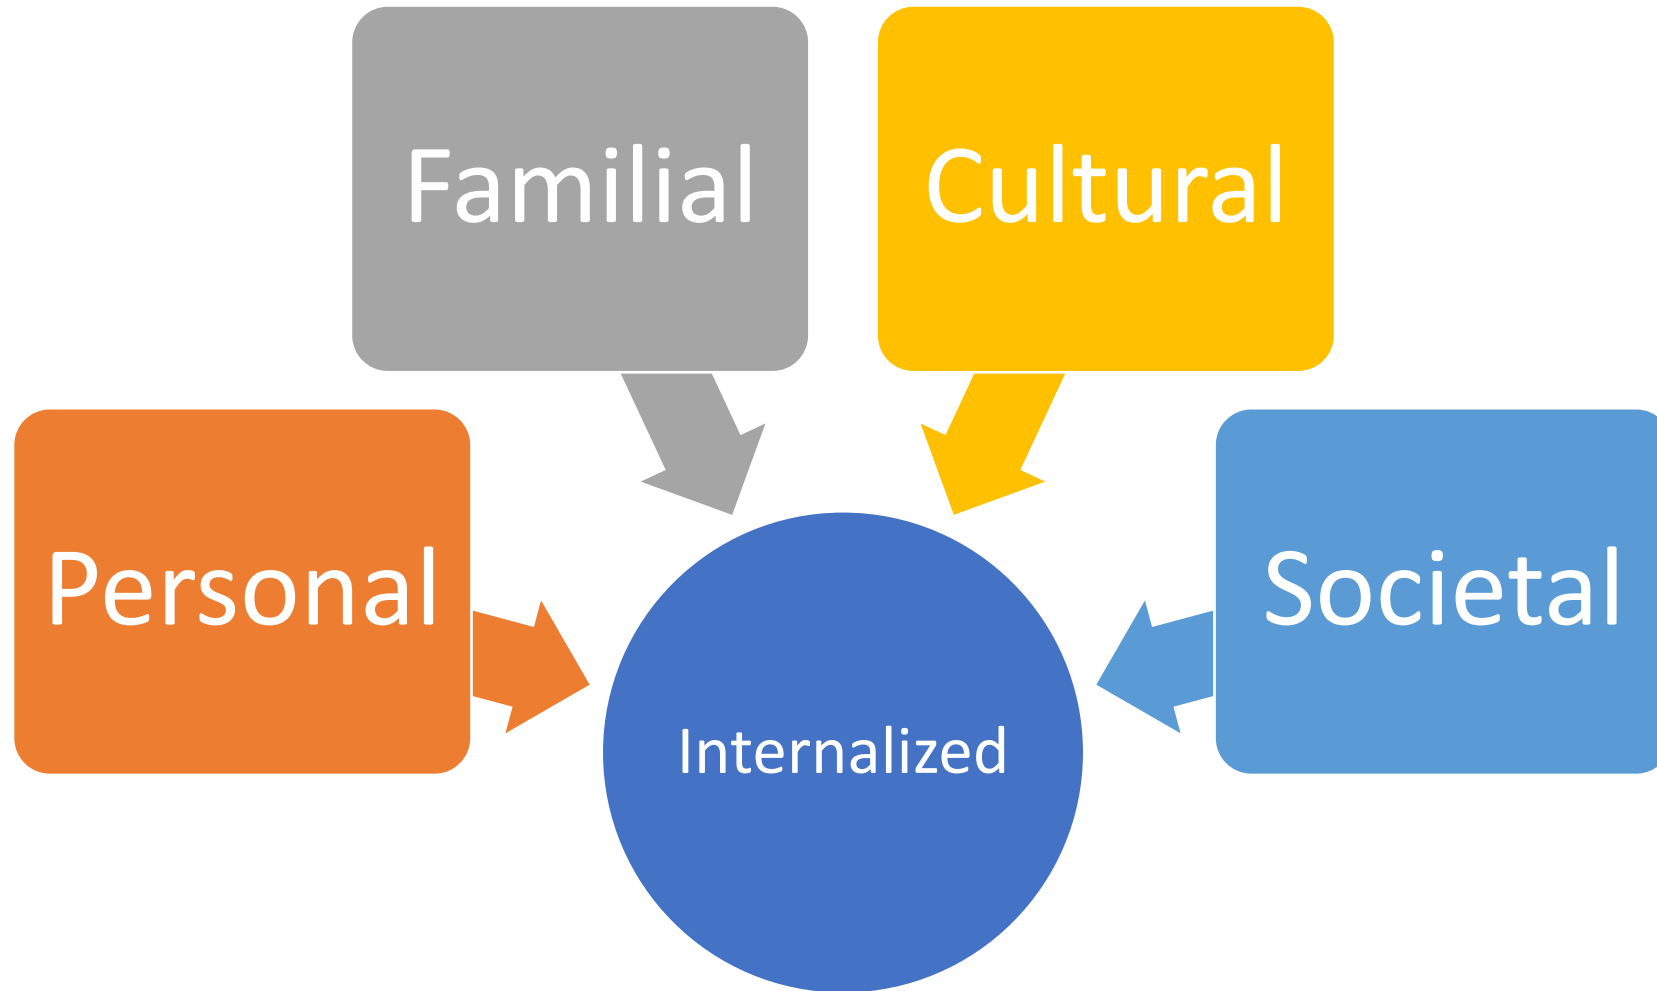 Familial
Cultural
Personal
Societal
Internalized